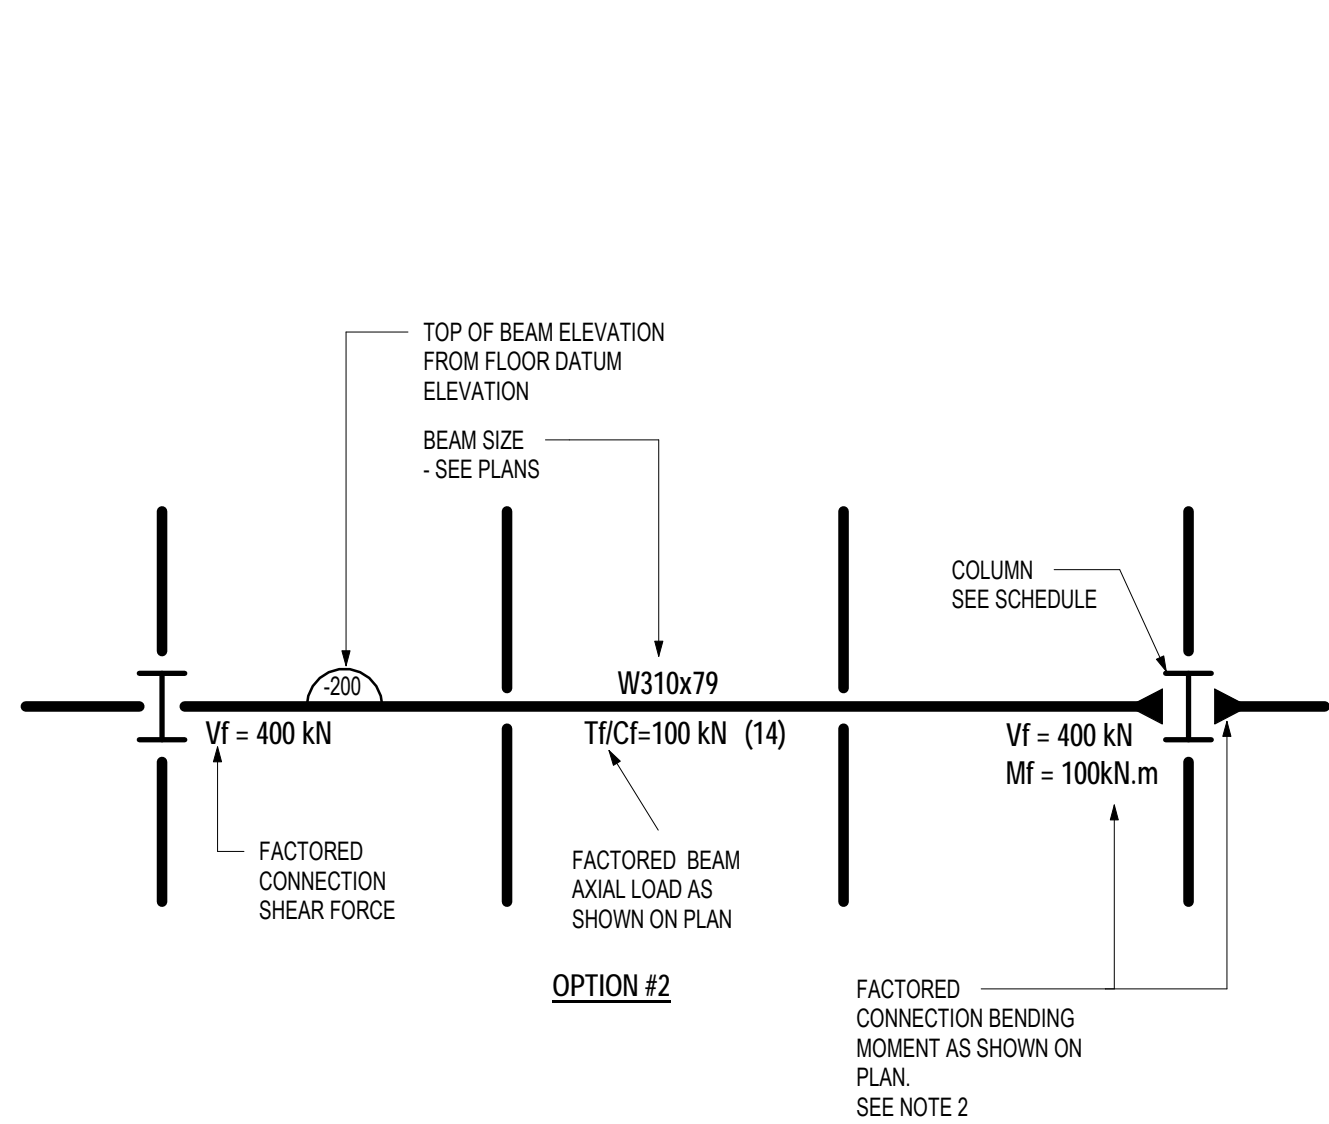 TOP OF BEAM ELEVATION
FROM FLOOR DATUM
ELEVATION
BEAM SIZE
- SEE PLANS
COLUMN
SEE SCHEDULE
-200
W310x79
Vf = 400 kN
Tf/Cf=100 kN (14)
Vf = 400 kN
Mf = 100kN.m
FACTORED
CONNECTION
SHEAR FORCE
FACTORED BEAM
AXIAL LOAD AS
SHOWN ON PLAN
OPTION #2
FACTORED
CONNECTION BENDING
MOMENT AS SHOWN ON
PLAN.
SEE NOTE 2